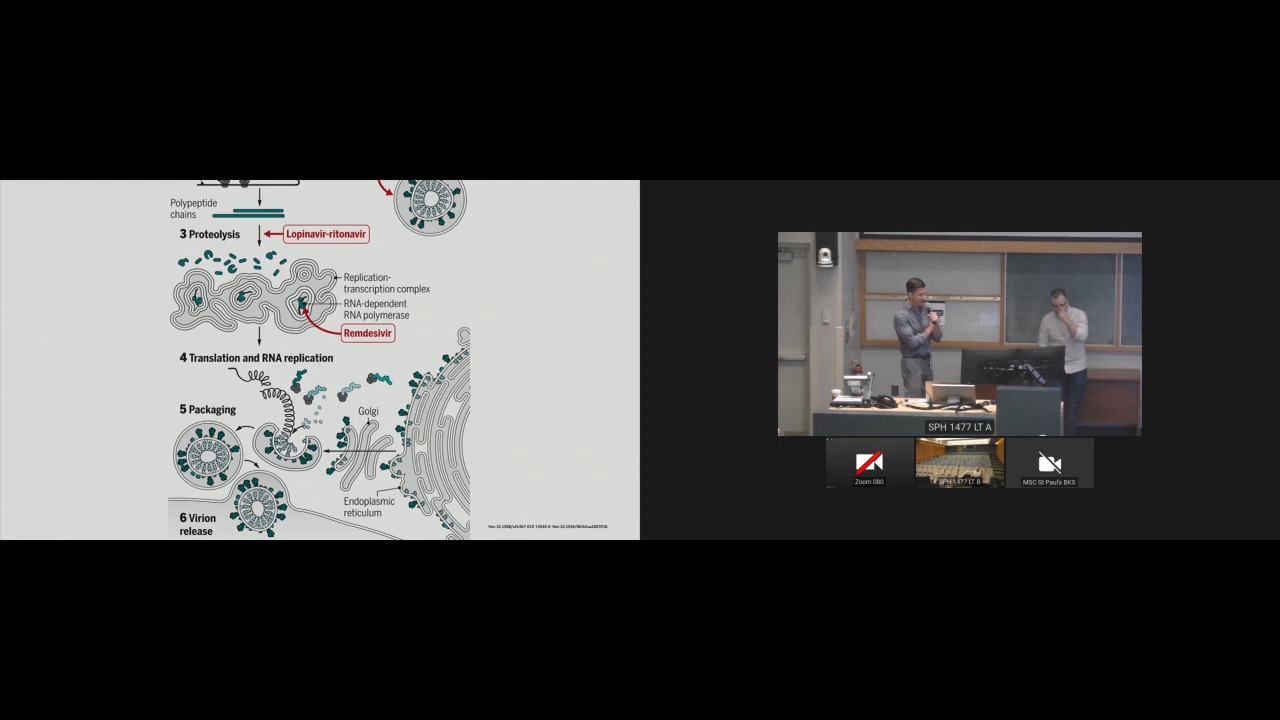 Polypeptide
chains
3 Proteolysis
Lopinavir-ritonavir
Replication-
transcription complex
RNA-dependent
RNA polymerase
Remdesivir
4 Translation and RNA replication
5 Packaging
Golgi
Endoplasmic
reticulum
6 Virion
release
SPH 1477 LT A
Zoom 080
SPH 1477 LT B
MSC St Paul's BKS